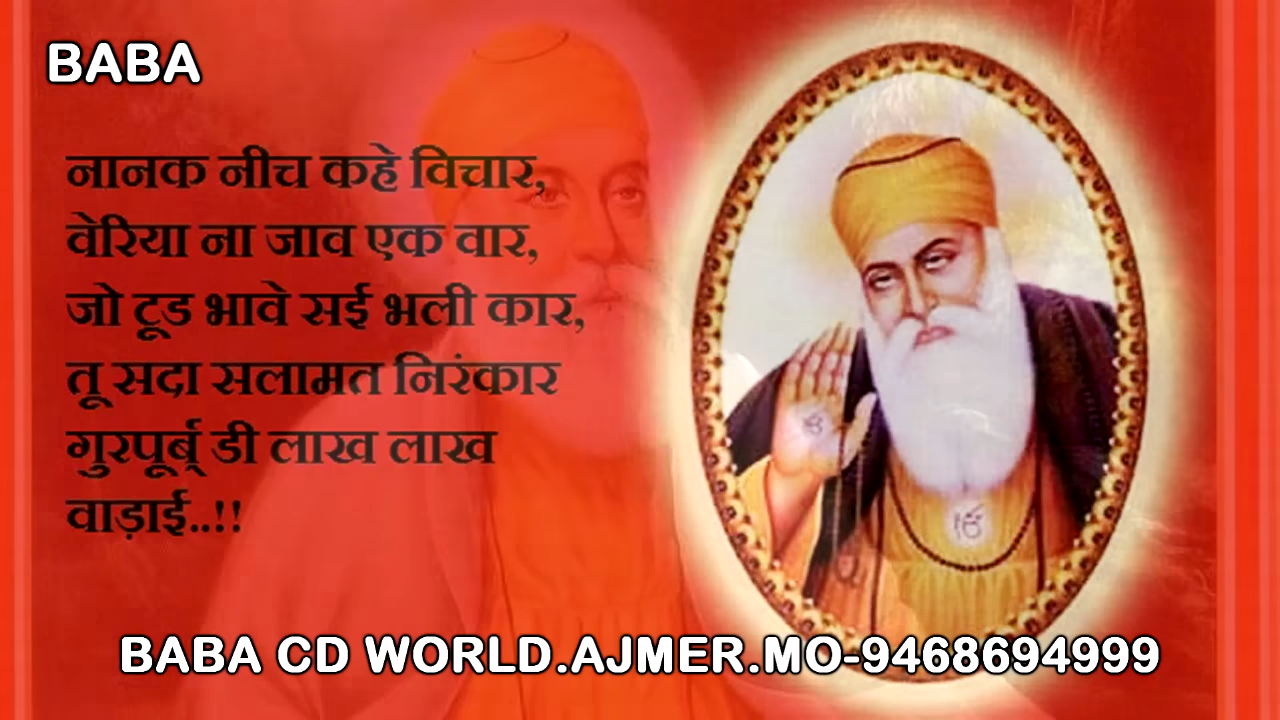 BABA
नानक नीच कहे विचार,
वेरिया ना जाव एक वार,
जो टूड भावे सई भली कार,
तू सदा सलामत निरंकार
गुरपूर्ब् डी लाख लाख
वाड़ाई..!!
ੴ
ੴ
BABA CD WORLD.AJMER.MO-9468694999